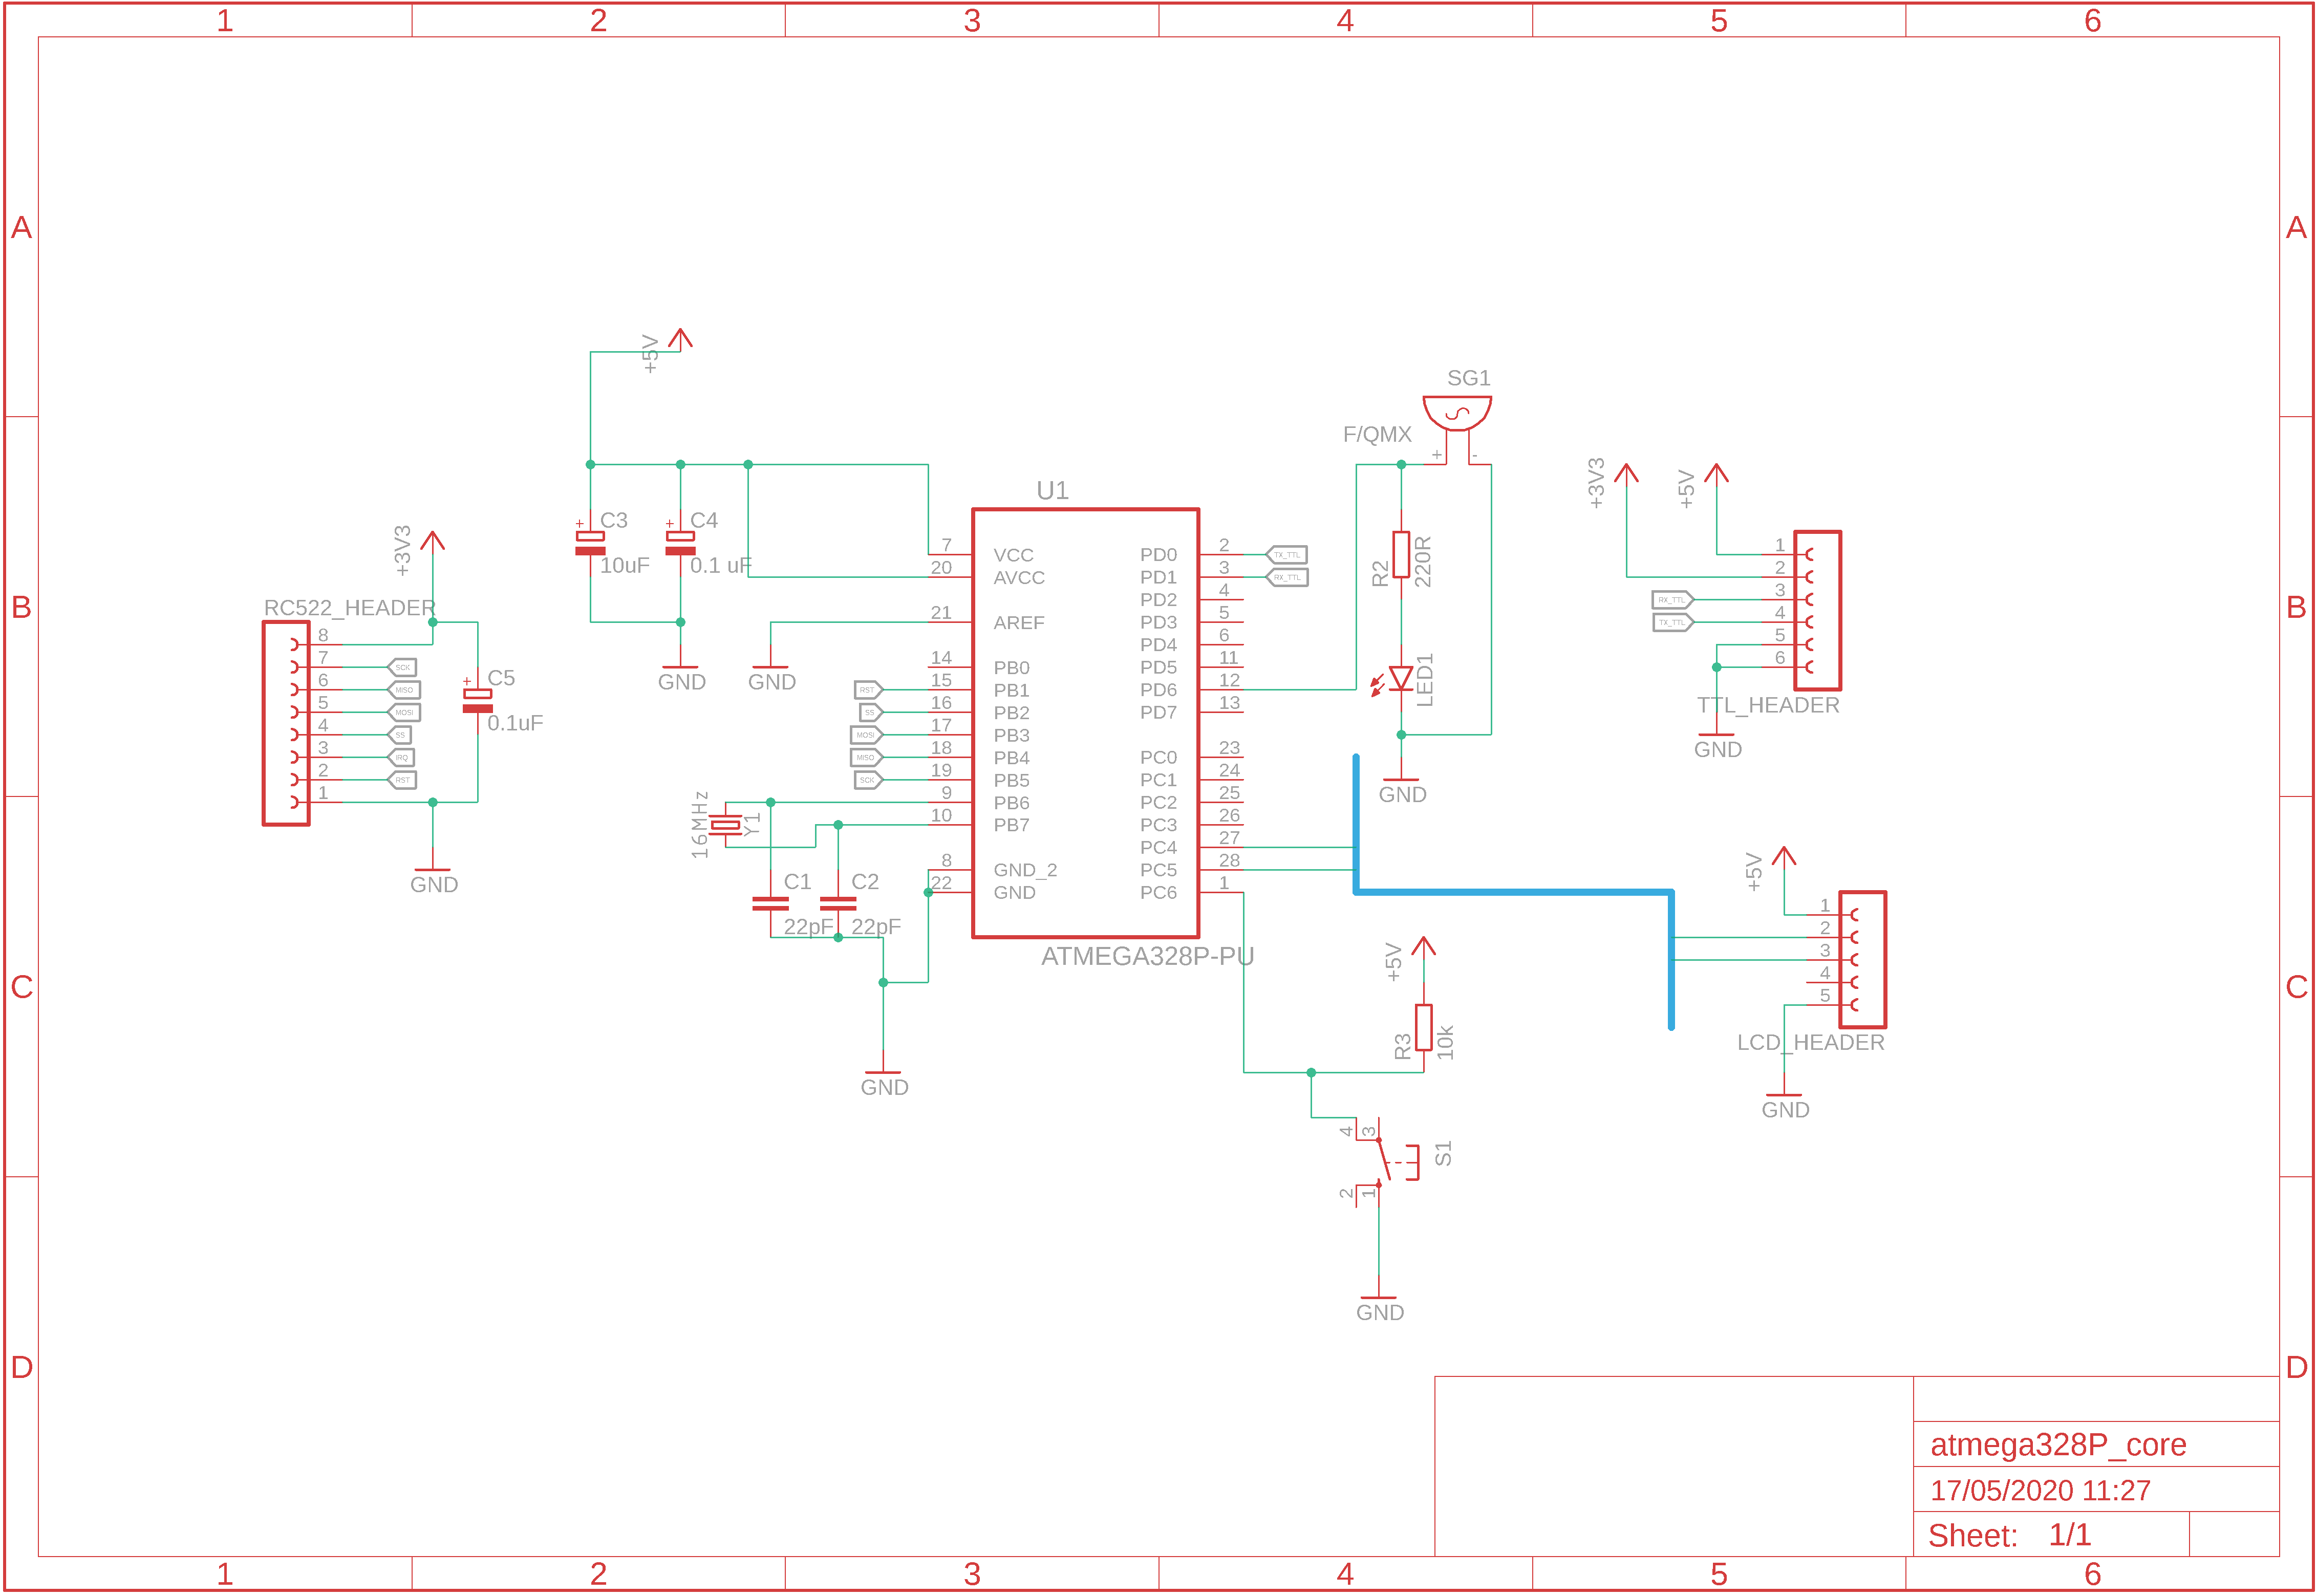 1 2 3 4 5 6
A A
B B
C C
D D
+5V
SG1
F/QMX
+ -
+3V3
RC522_HEADER
8
7 SCK
6 MISO
5 MOSI
4 SS
3 IRQ
2 RST
1
+ C5
0.1uF
GND
+ C3
10uF
+ C4
0.1 uF
GND
GND
U1
7 VCC
20 AVCC
21 AREF
14 PB0
RST 15 PB1
SS 16 PB2
MOSI 17 PB3
MISO 18 PB4
SCK 19 PB5
9 PB6
10 PB7
8 GND_2
22 GND
PD0 2 TX_TTL
PD1 3 RX_TTL
PD2 4
PD3 5
PD4 6
PD5 11
PD6 12
PD7 13
PC0 23
PC1 24
PC2 25
PC3 26
PC4 27
PC5 28
PC6 1
ATMEGA328P-PU
16MHz
Y1
C1
22pF
C2
22pF
GND
R2
220R
LED1
GND
+3V3
+5V
1
2
RX_TTL 3
TX_TTL 4
5
6
TTL_HEADER
GND
+5V
1
2
3
4
5
LCD_HEADER
GND
+5V
R3
10k
4 3
S1
2 1
GND
atmega328P_core
17/05/2020 11:27
Sheet: 1/1
1 2 3 4 5 6